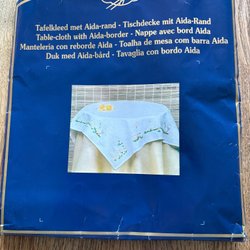 Tafelkleed met Aida-rand - Tischdecke mit Aida-Rand
Table-cloth with Aida-border - Nappe avec bord Aida
Mantelería con reborde Aida - Toalha de mesa com barra Aida
Duk med Aida-bård - Tavaglia con bordo Aida